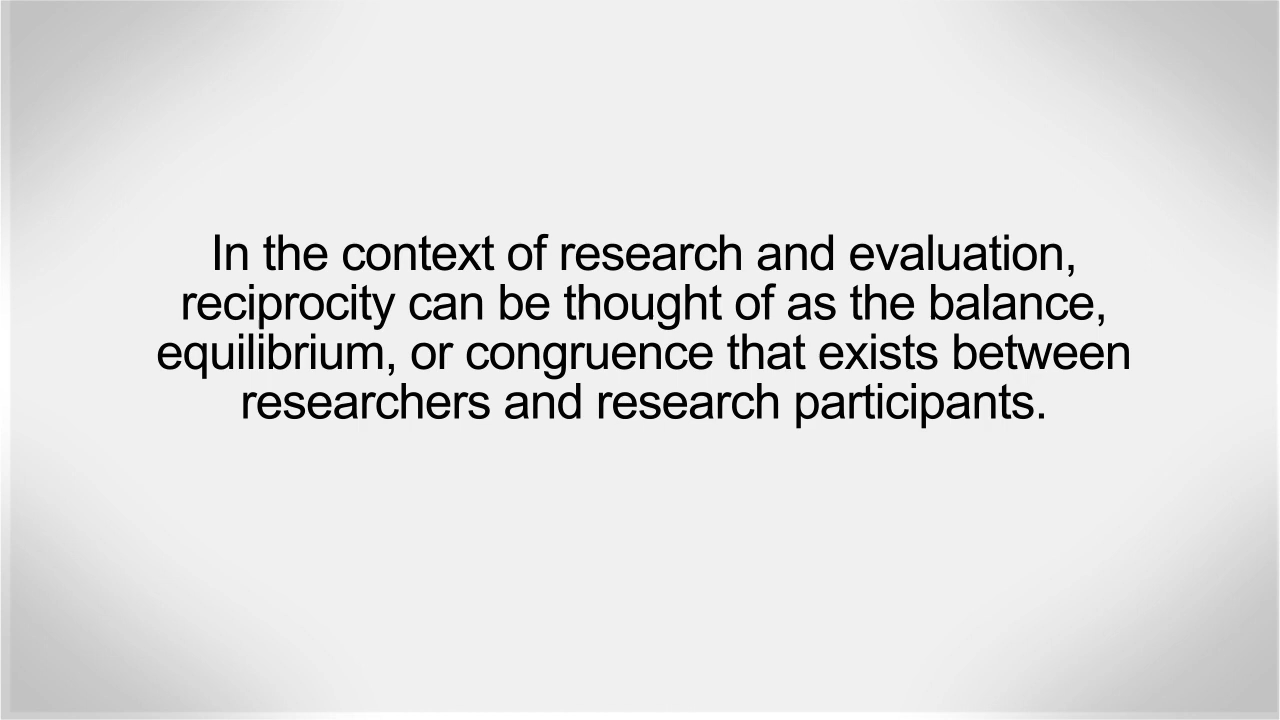 In the context of research and evaluation,
reciprocity can be thought of as the balance,
equilibrium, or congruence that exists between
researchers and research participants.